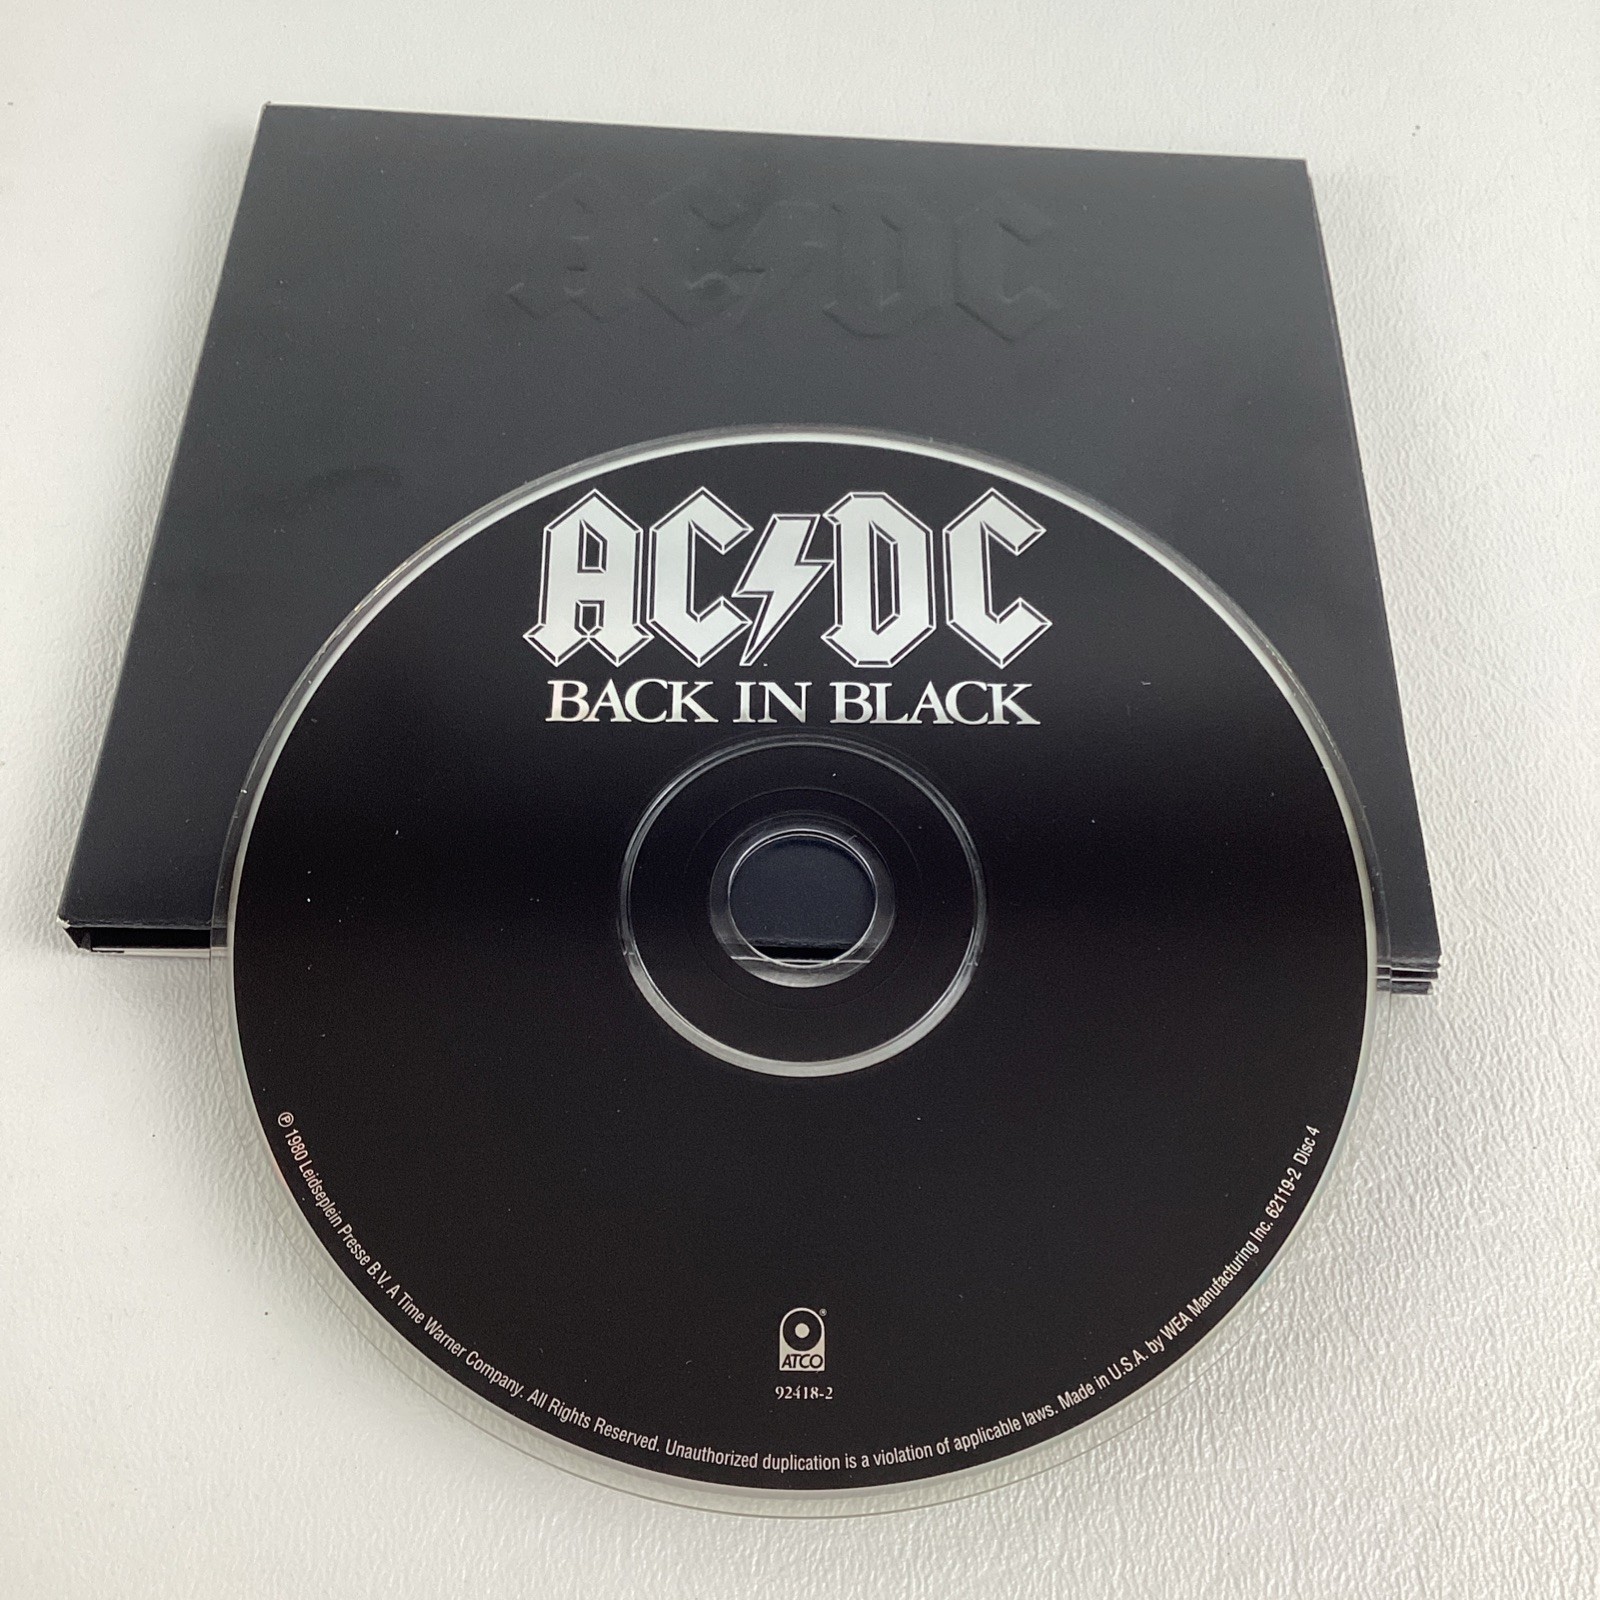 AC⚡DC
AC⚡DC
BACK IN BLACK
℗ 1980 Leidseplein Presse B.V. A Time Warner Company. All Rights Reserved. Unauthorized duplication is a violation of applicable laws. Made in U.S.A. by WEA Manufacturing Inc. 62119-2 Disc 4
ATCO®
92418-2